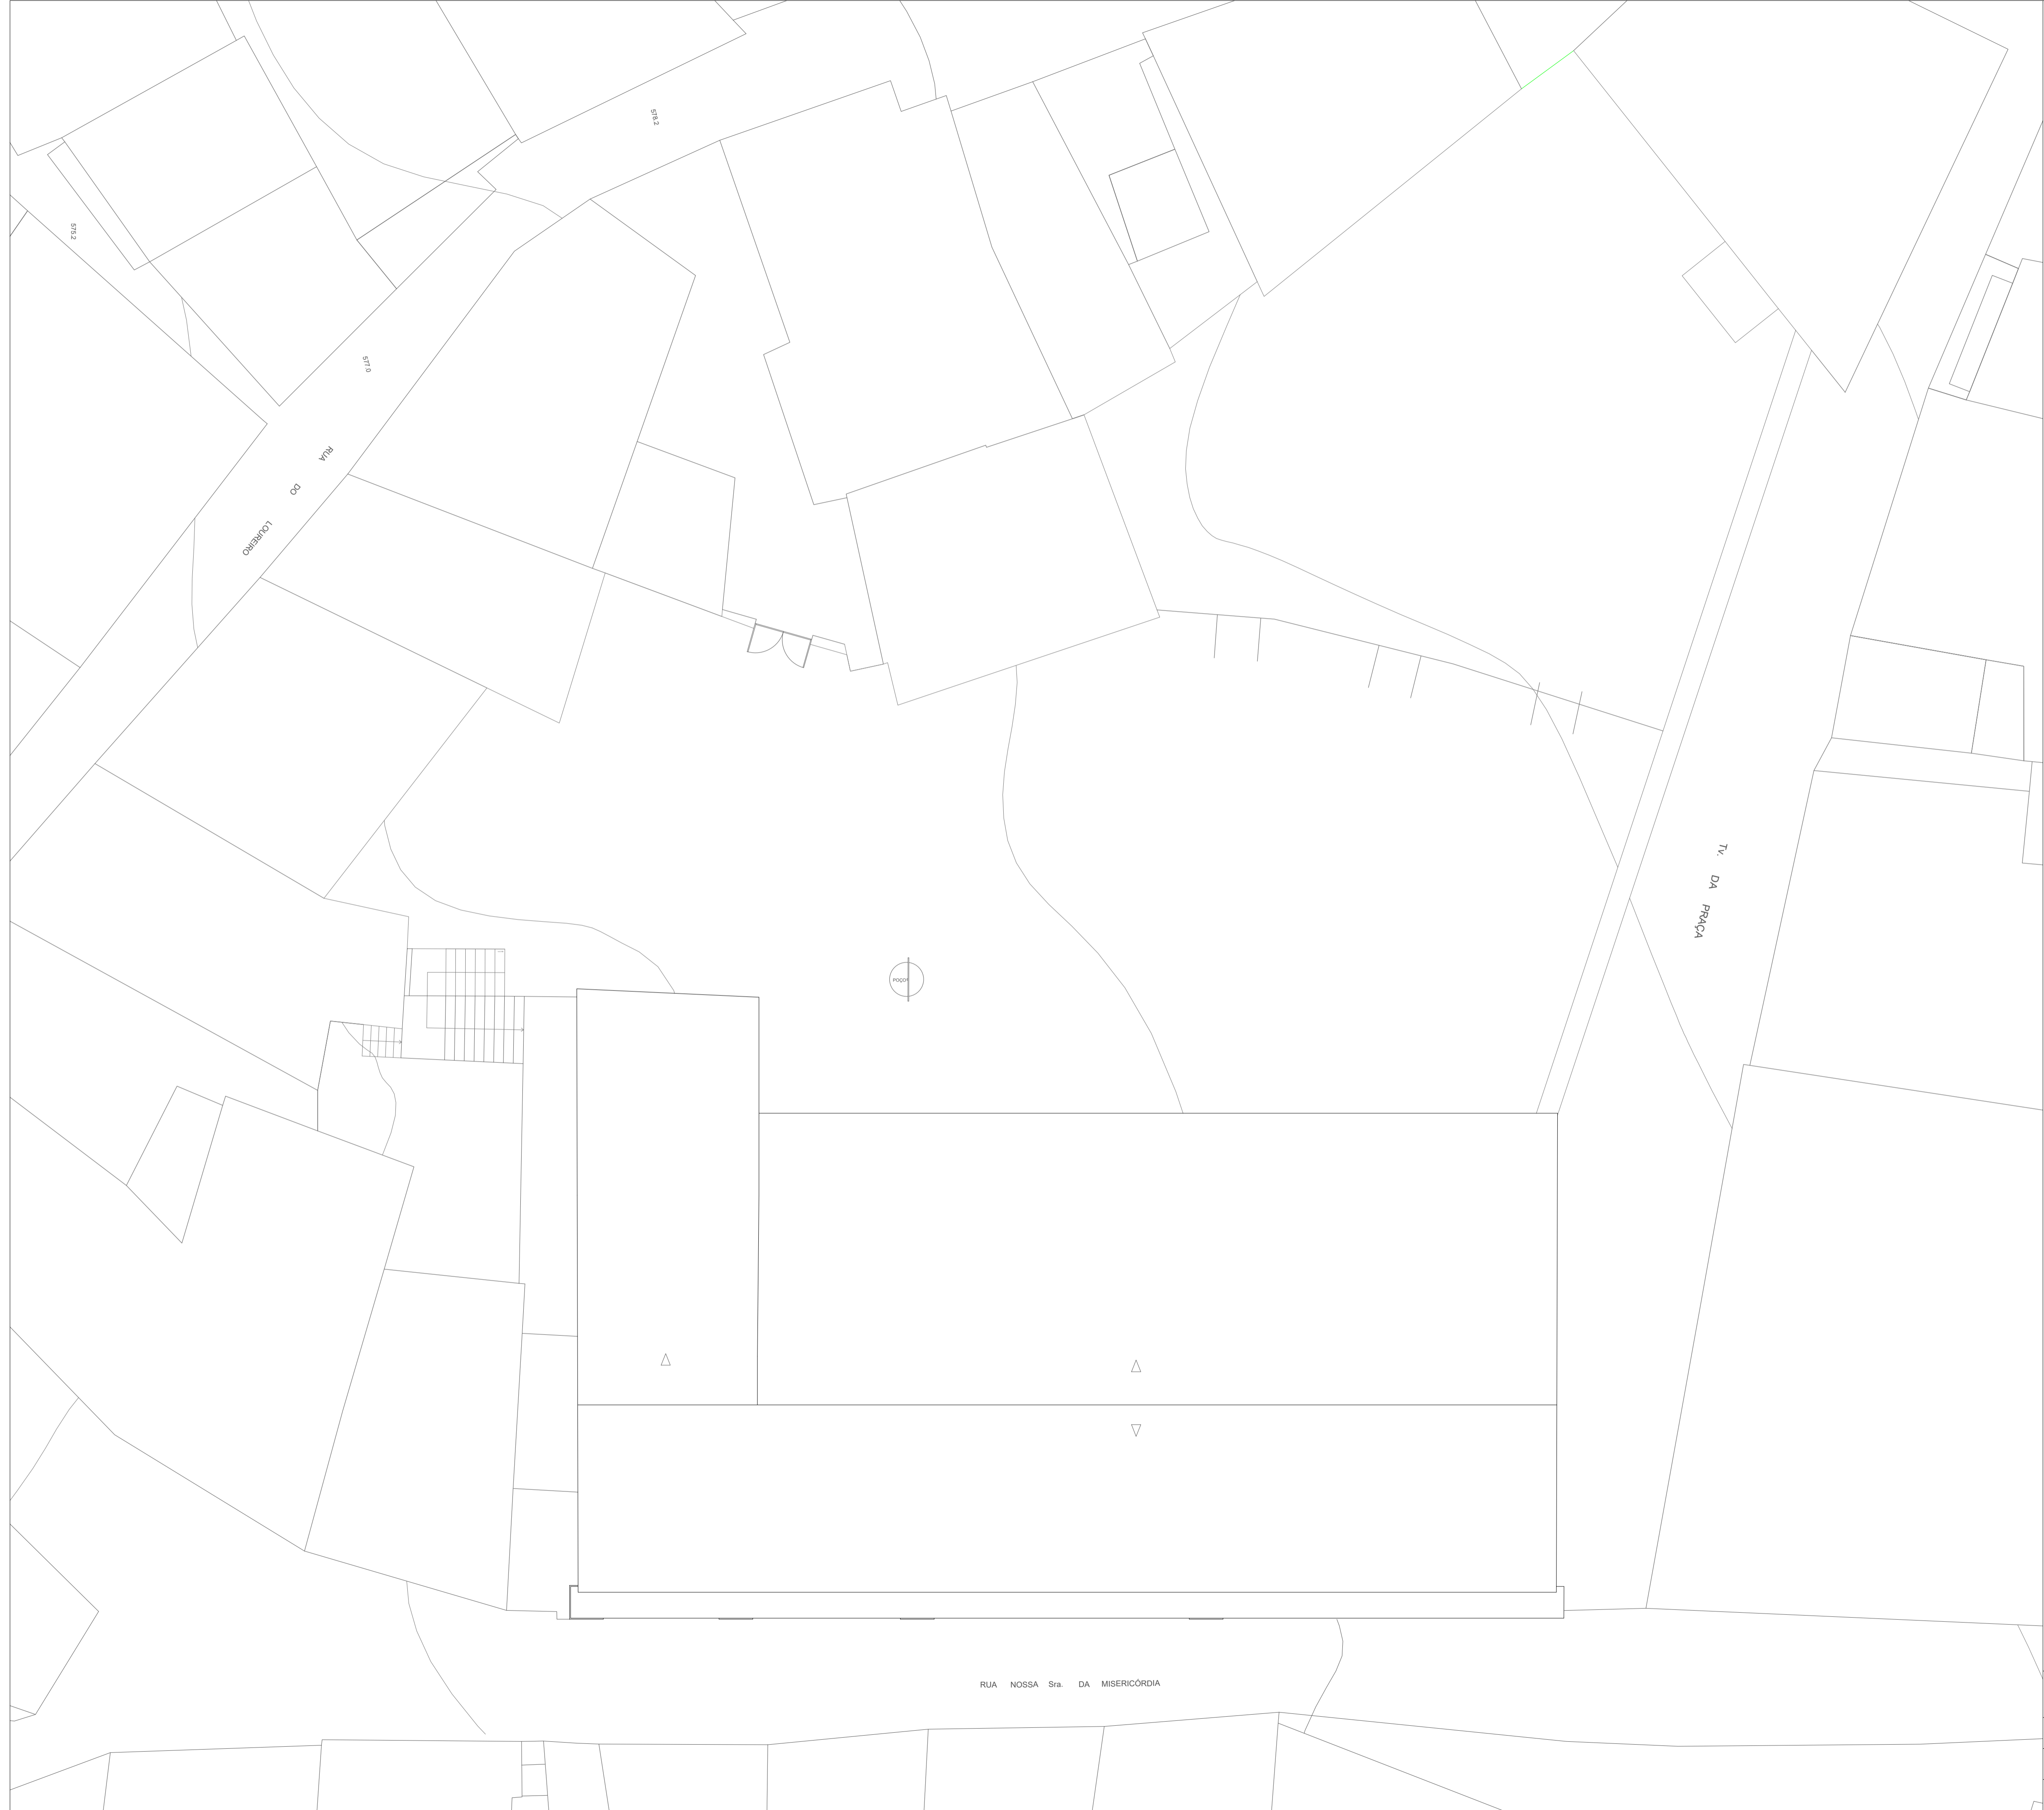 578.2
575.2
577.0
RUA DO LOUREIRO
Tv. DA PRAÇA
POÇO
RUA NOSSA Sra. DA MISERICÓRDIA